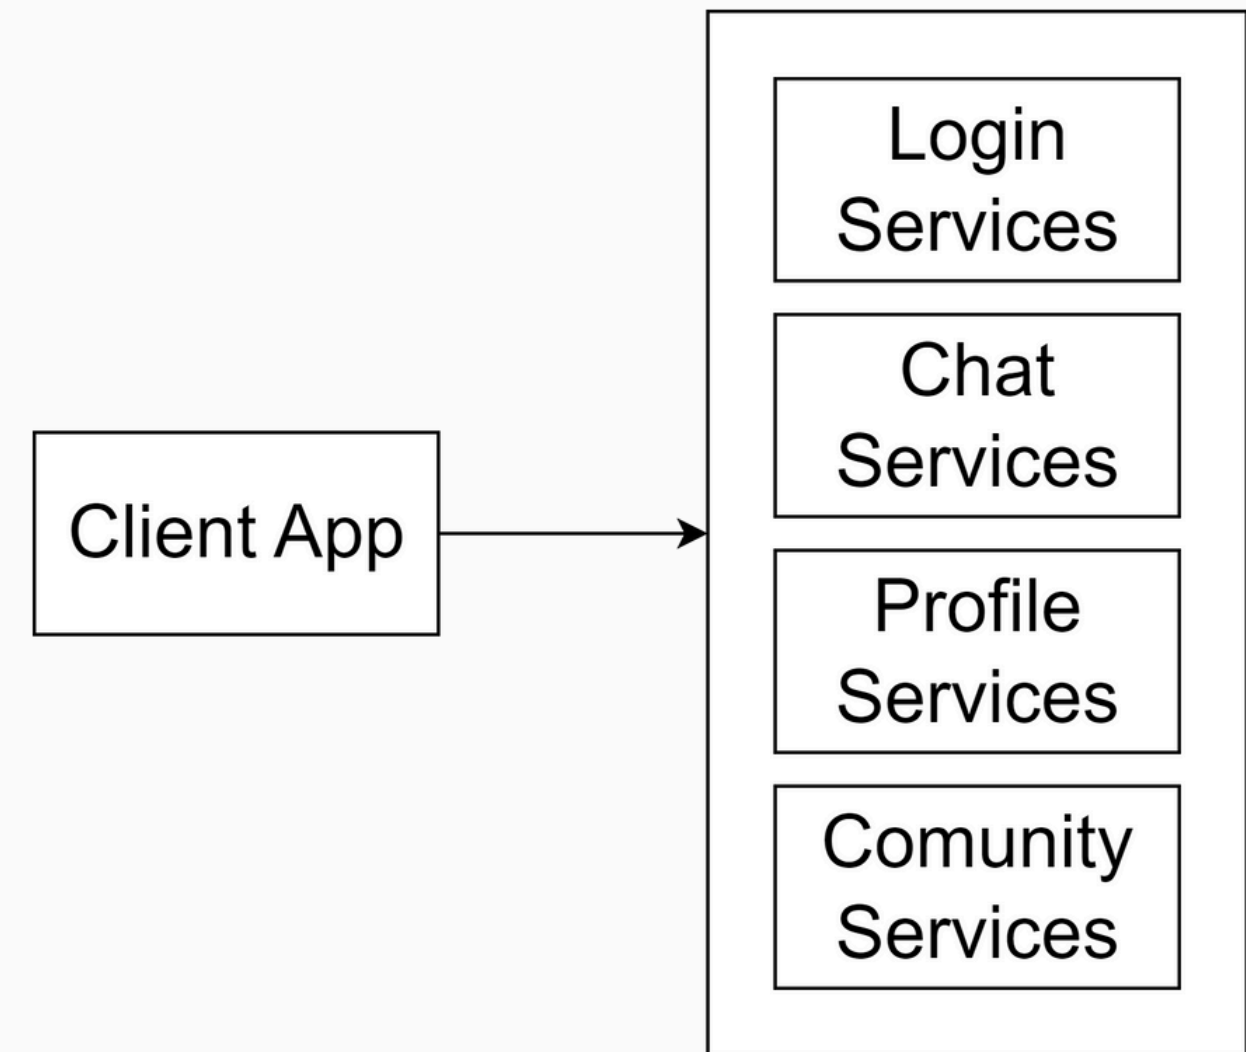 Client App
Login
Services
Chat
Services
Profile
Services
Comunity
Services